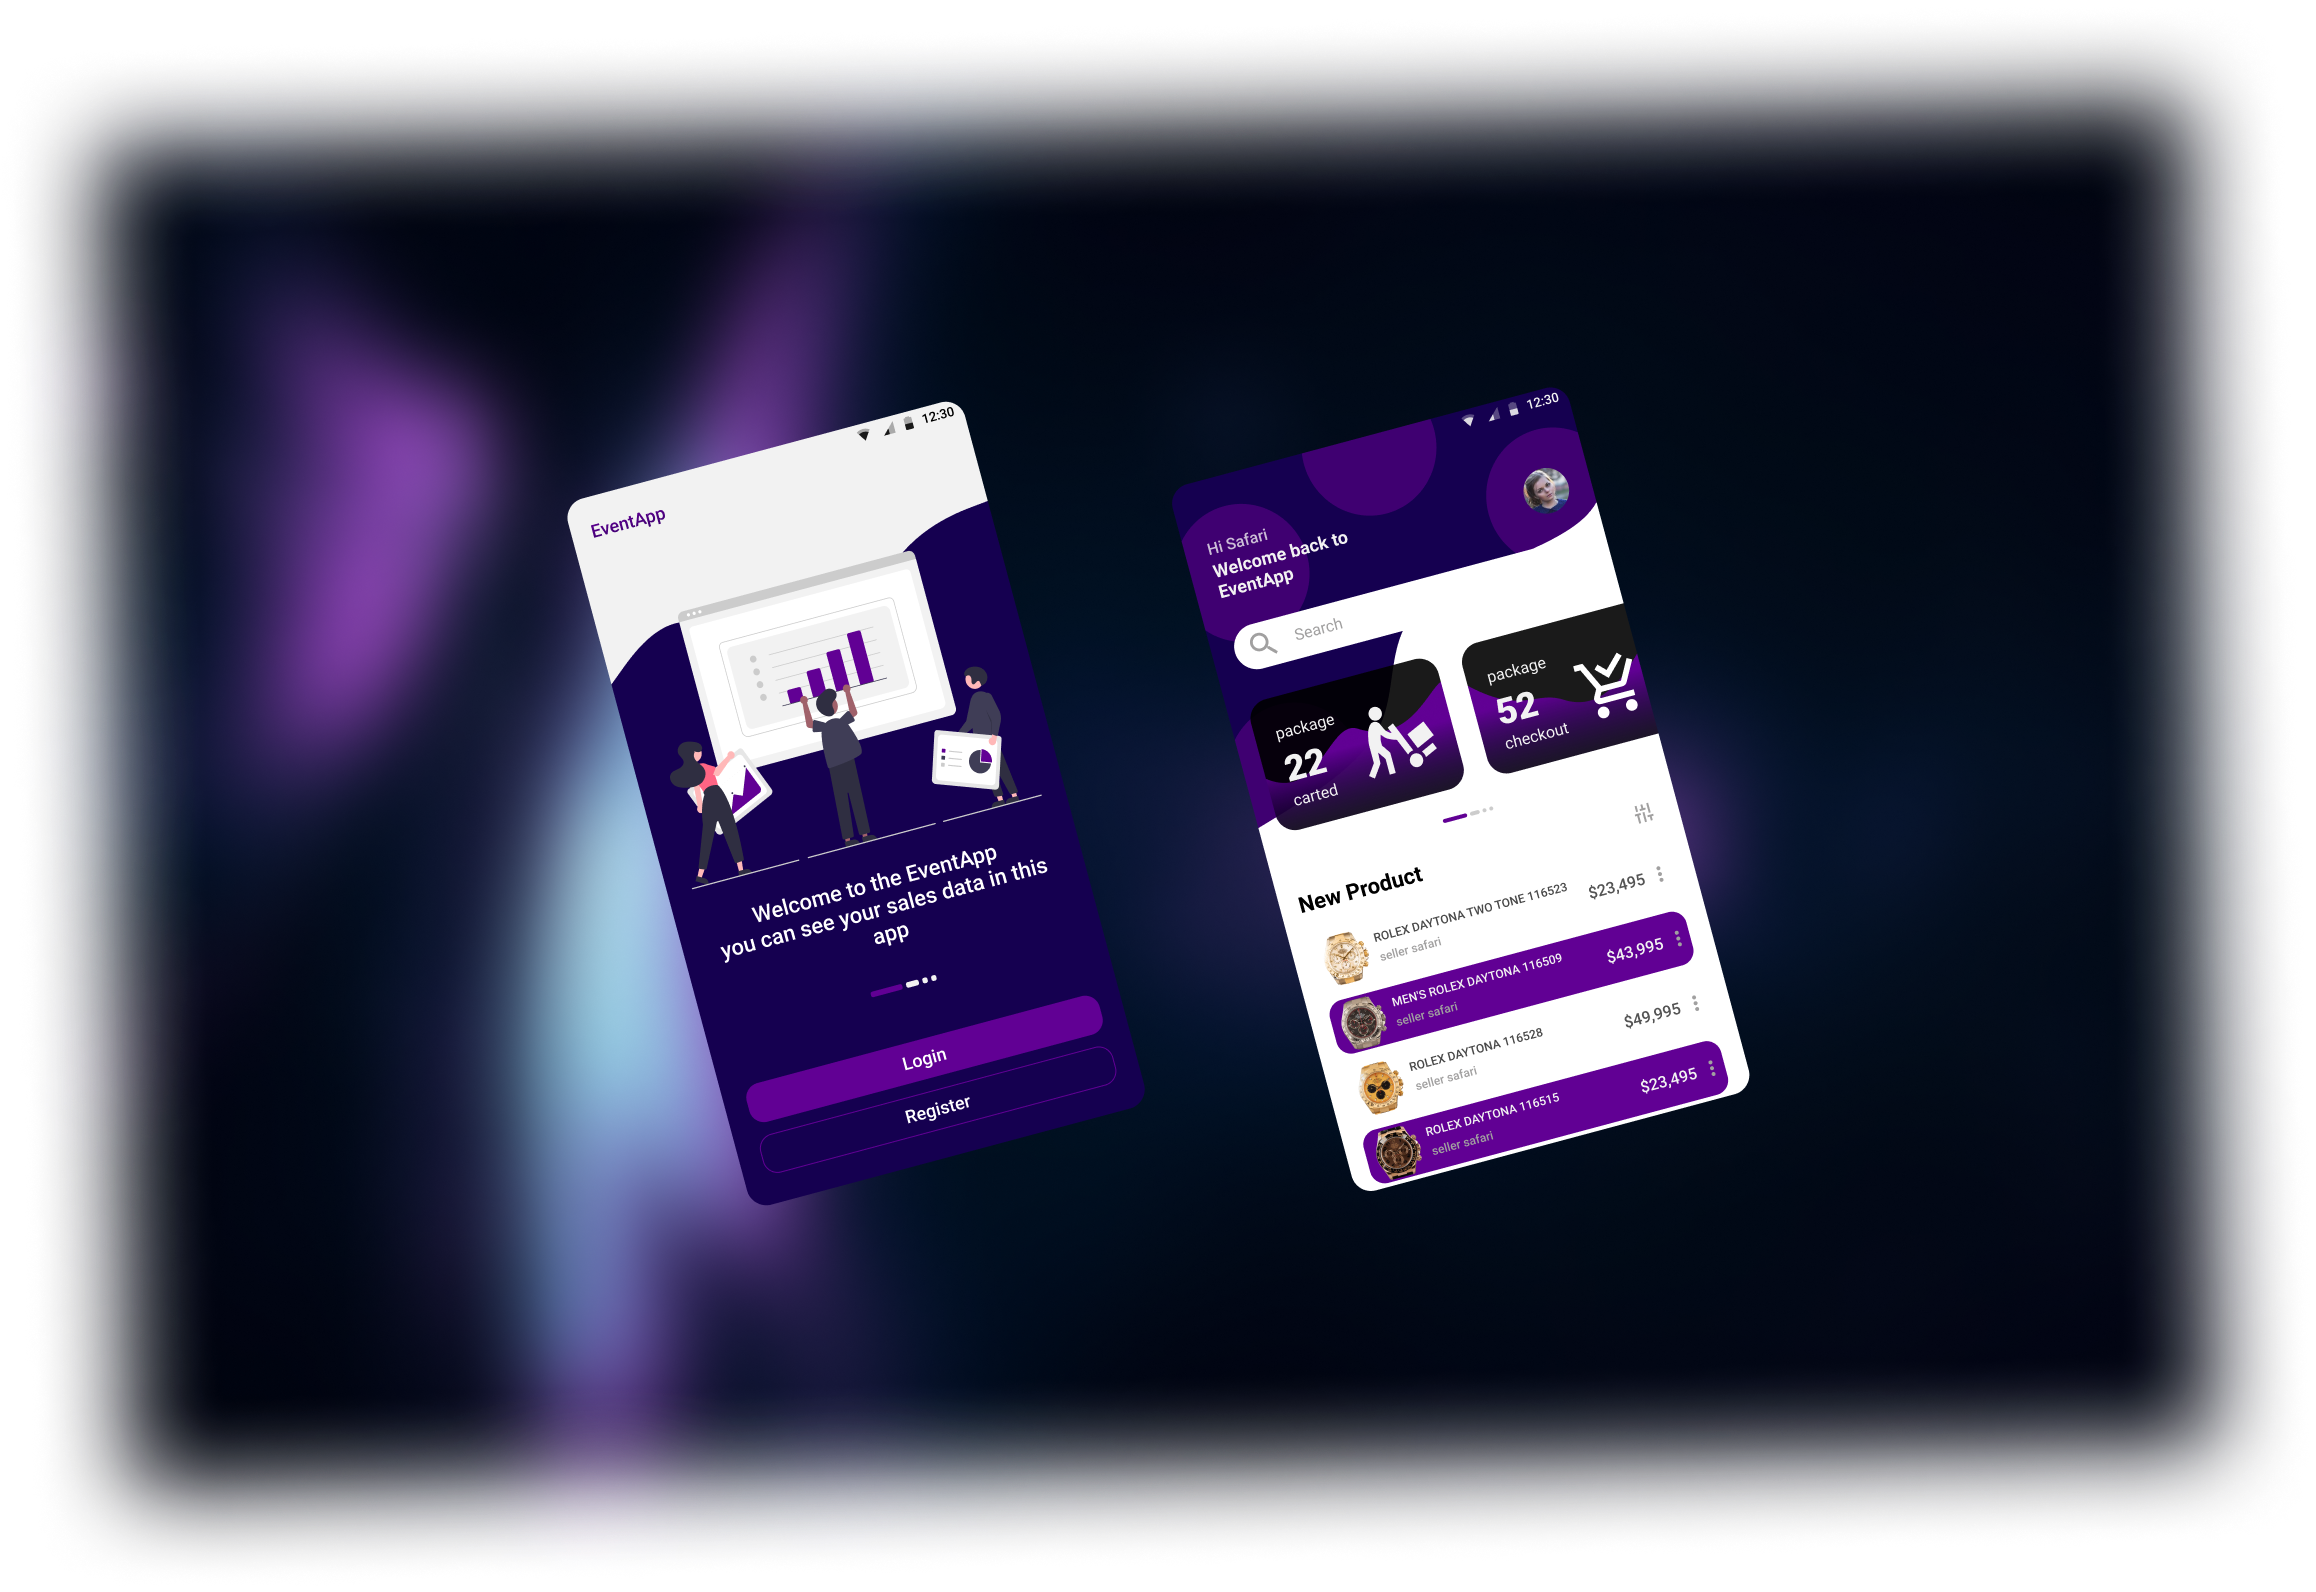 12:30
EventApp
Welcome to the EventApp
you can see your sales data in this
app
Login
Register
12:30
Hi Safari
Welcome back to
EventApp
Search
package
22
carted
package
52
checkout
New Product
ROLEX DAYTONA TWO TONE 116523
seller safari
$23,495
MEN'S ROLEX DAYTONA 116509
seller safari
$43,995
ROLEX DAYTONA 116528
seller safari
$49,995
ROLEX DAYTONA 116515
seller safari
$23,495